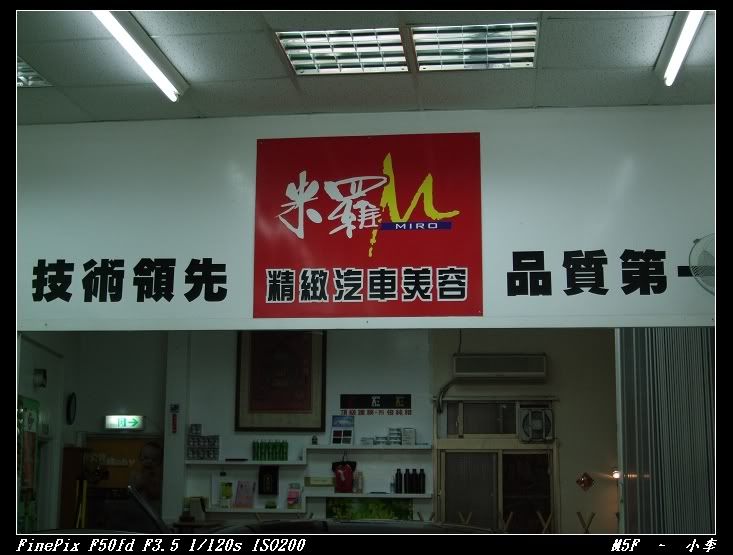 米羅
MIRO
技術領先
精緻汽車美容
品質第一
FinePix F50fd F3.5 1/120s ISO200
M5F ~ 小李